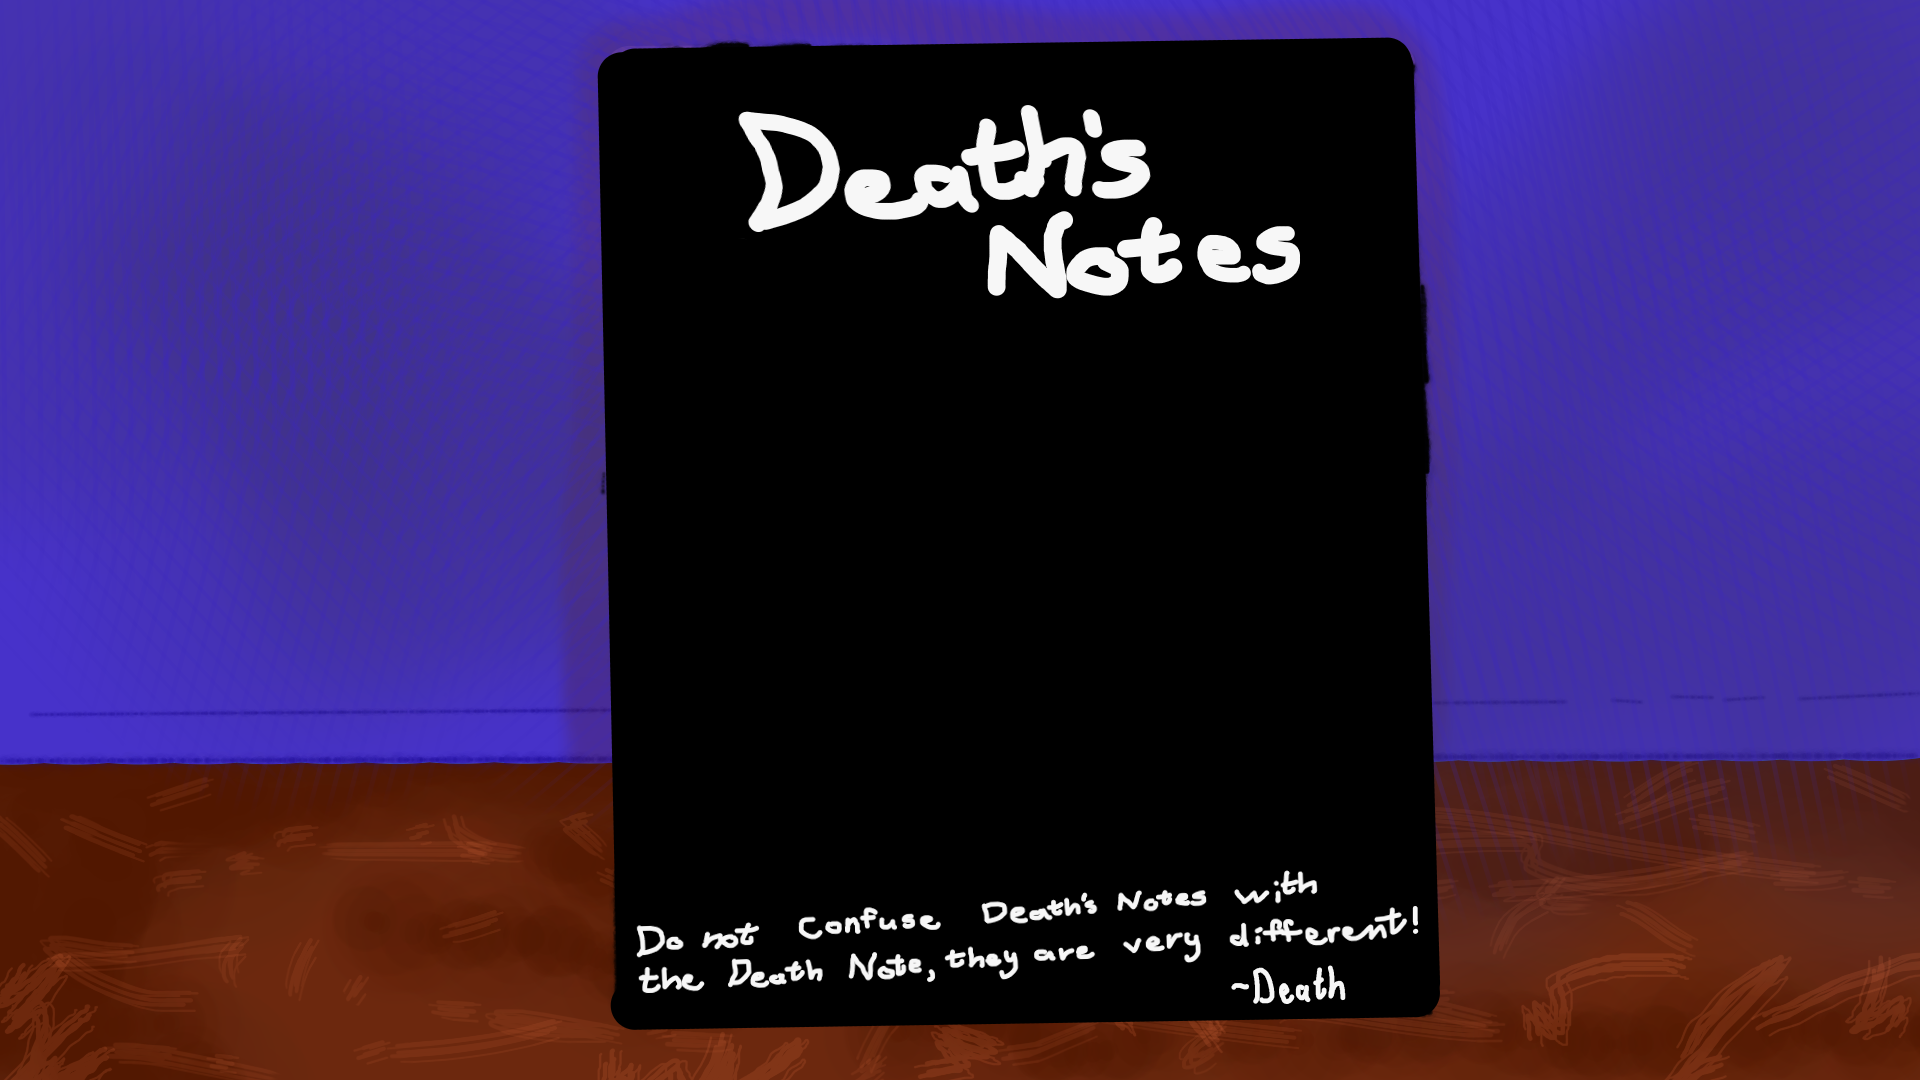 Death's
Notes
Do not Confuse Death's Notes with
the Death Note, they are very different!
~Death